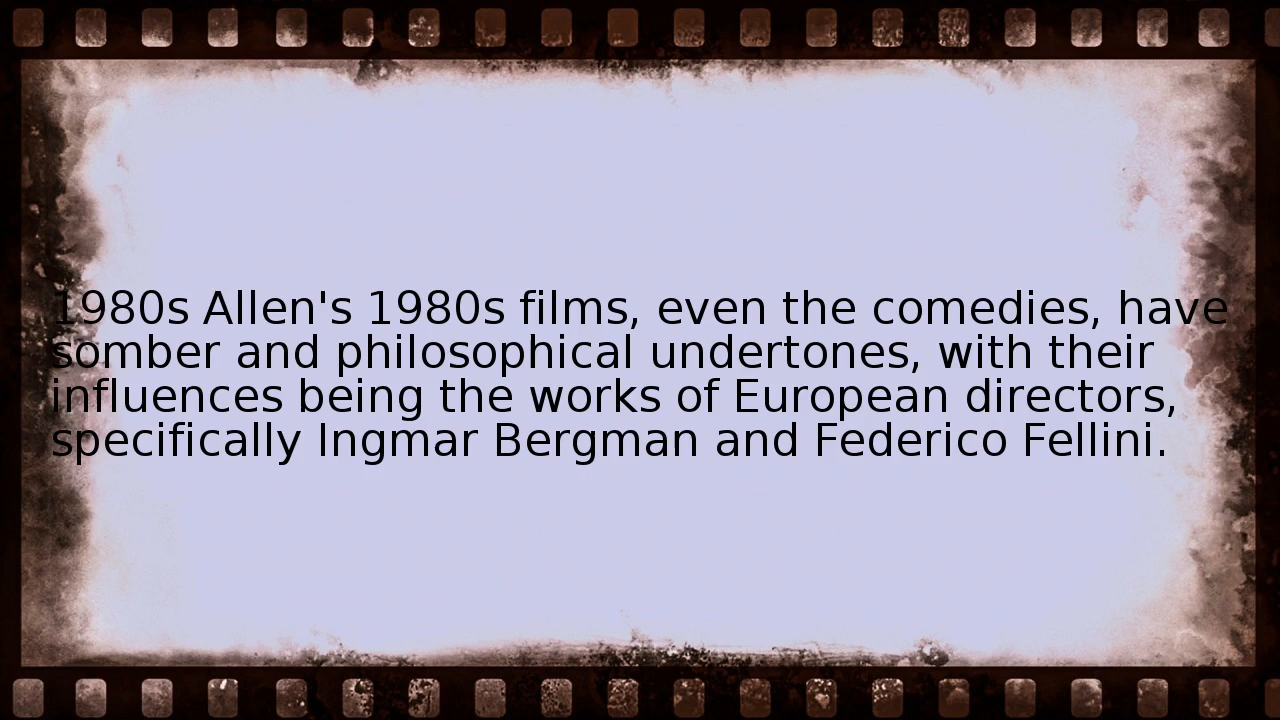 1980s Allen's 1980s films, even the comedies, have
somber and philosophical undertones, with their
influences being the works of European directors,
specifically Ingmar Bergman and Federico Fellini.